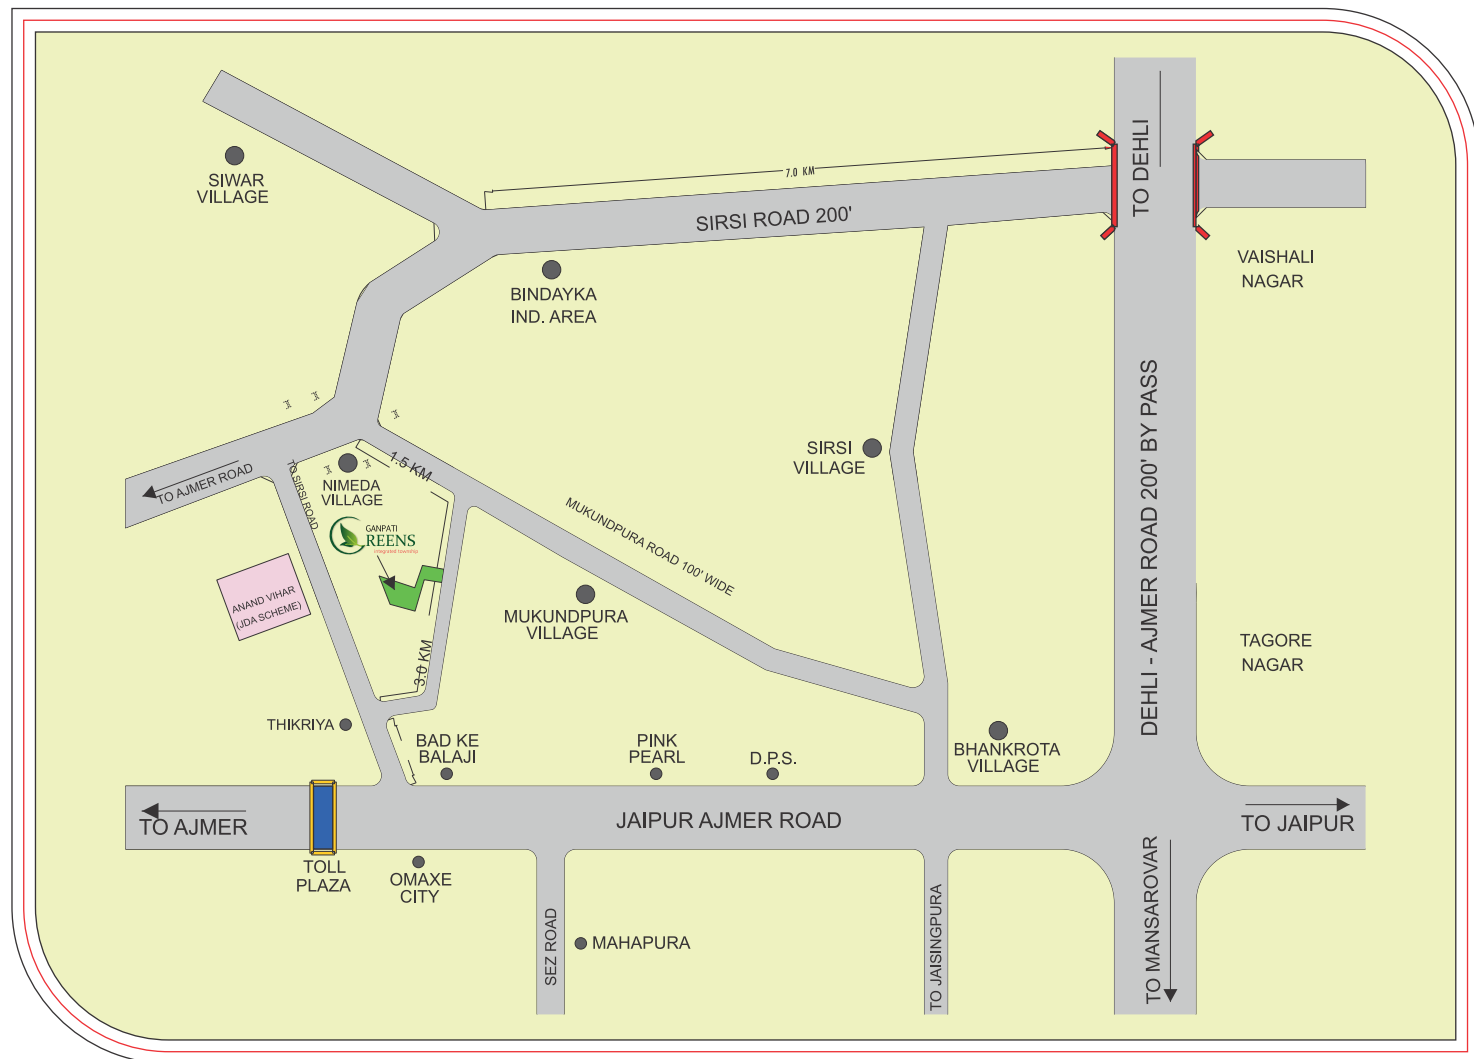 SIWAR
VILLAGE
7.0 KM
SIRSI ROAD 200'
TO DEHLI
VAISHALI
NAGAR
BINDAYKA
IND. AREA
DEHLI - AJMER ROAD 200' BY PASS
SIRSI
VILLAGE
TO AJMER ROAD
TO SIRSI ROAD
1.5 KM
NIMEDA
VILLAGE
GANPATI
GREENS
integrated township
MUKUNDPURA ROAD 100' WIDE
ANAND VIHAR
(JDA SCHEME)
MUKUNDPURA
VILLAGE
3.0 KM
TAGORE
NAGAR
THIKRIYA
BAD KE
BALAJI
PINK
PEARL
D.P.S.
BHANKROTA
VILLAGE
TO AJMER
JAIPUR AJMER ROAD
TO JAIPUR
TOLL
PLAZA
OMAXE
CITY
SEZ ROAD
MAHAPURA
TO JAISINGPURA
TO MANSAROVAR